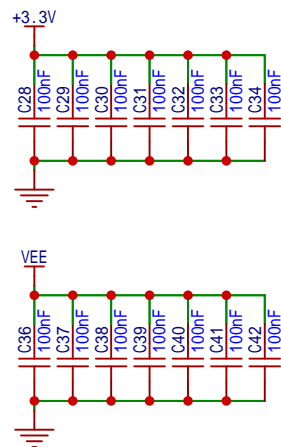 +3.3V
C28 100nF
C29 100nF
C30 100nF
C31 100nF
C32 100nF
C33 100nF
C34 100nF
VEE
C36 100nF
C37 100nF
C38 100nF
C39 100nF
C40 100nF
C41 100nF
C42 100nF